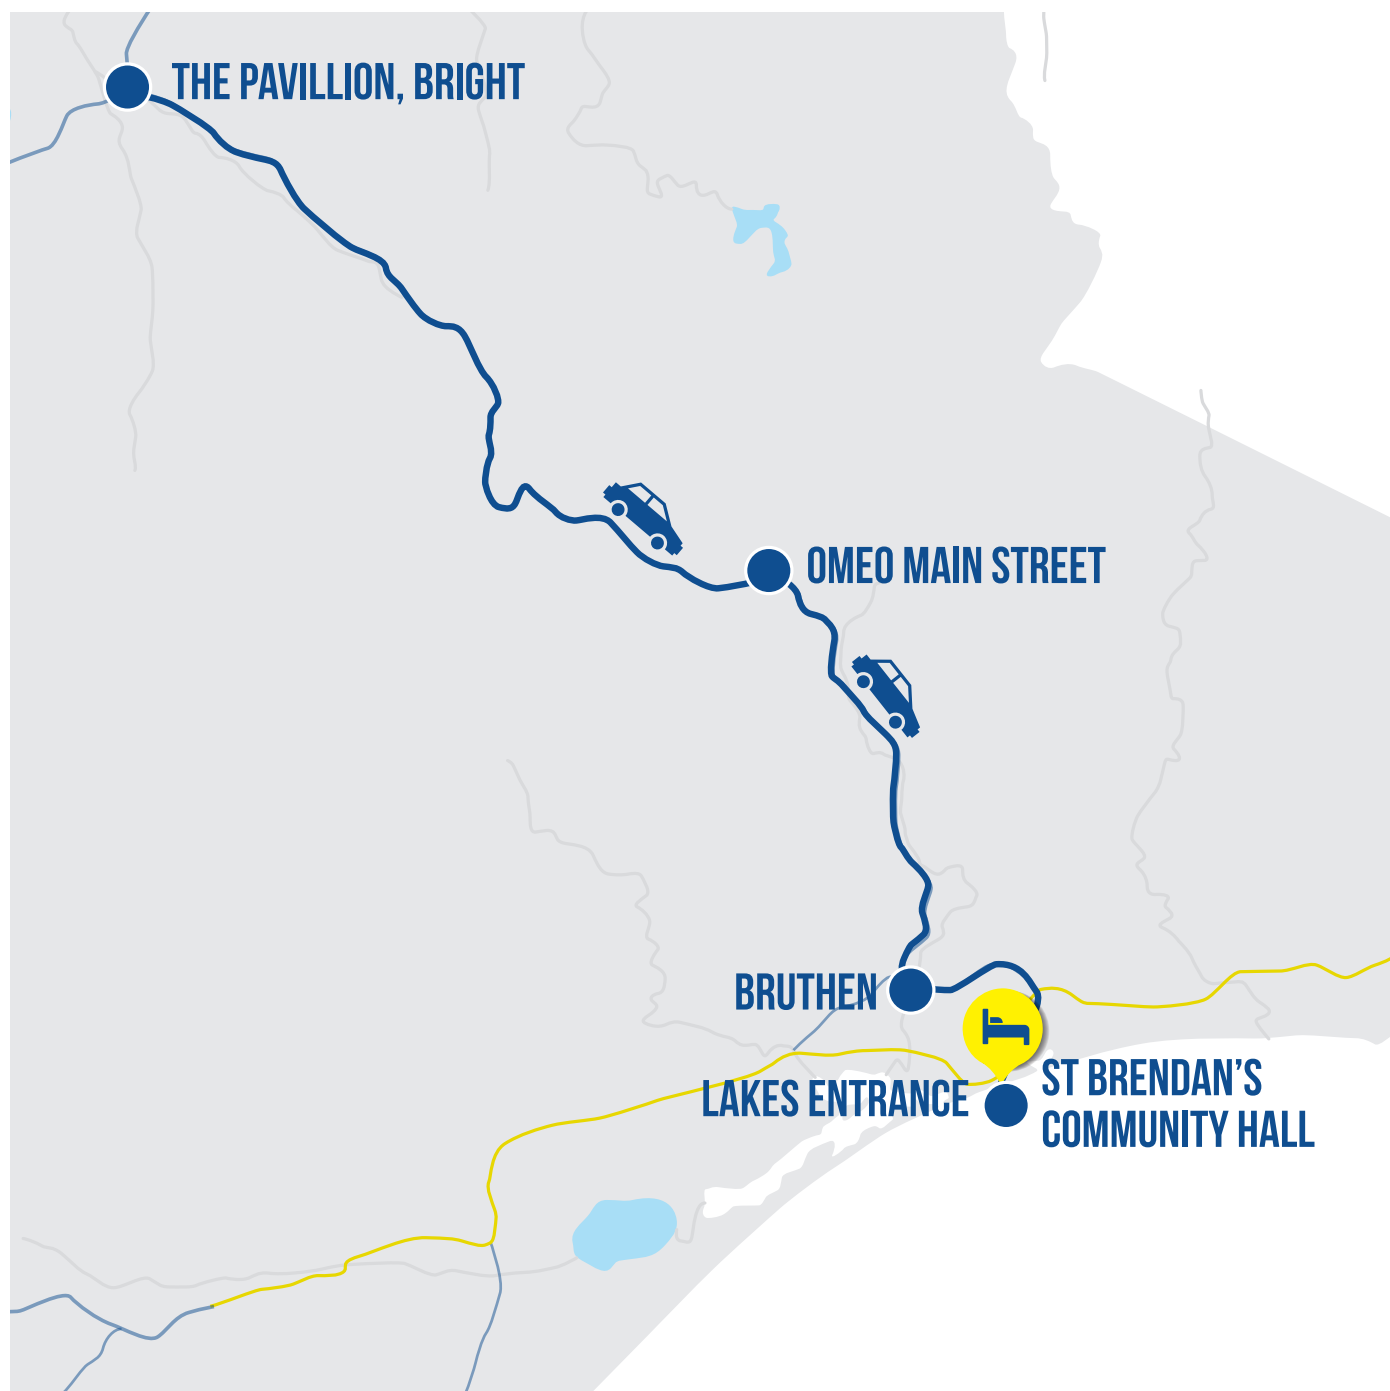 THE PAVILLION, BRIGHT
OMEO MAIN STREET
BRUTHEN
LAKES ENTRANCE
ST BRENDAN'S
COMMUNITY HALL